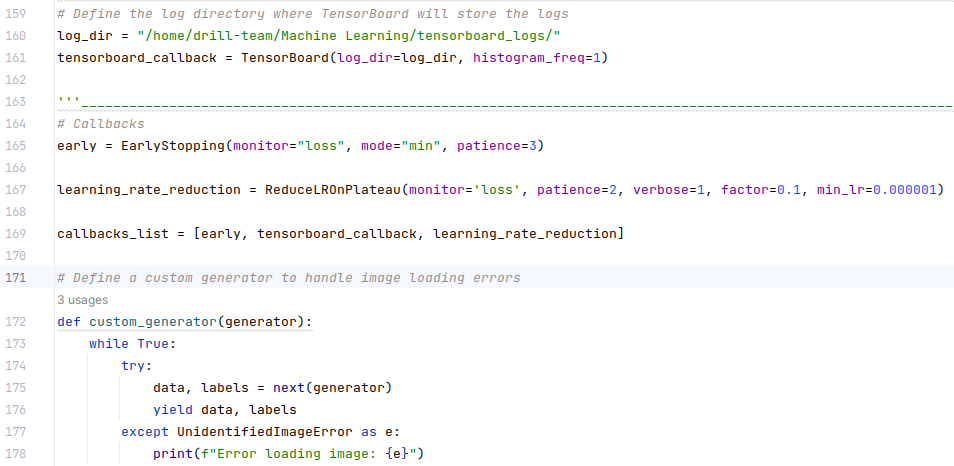 159 # Define the log directory where TensorBoard will store the logs
160 log_dir = "/home/drill-team/Machine Learning/tensorboard_logs/"
161 tensorboard_callback = TensorBoard(log_dir=log_dir, histogram_freq=1)
162
163 '''_____________________________________________________________________________________________________________
164 # Callbacks
165 early = EarlyStopping(monitor="loss", mode="min", patience=3)
166
167 learning_rate_reduction = ReduceLROnPlateau(monitor='loss', patience=2, verbose=1, factor=0.1, min_lr=0.000001)
168
169 callbacks_list = [early, tensorboard_callback, learning_rate_reduction]
170
171 # Define a custom generator to handle image loading errors
3 usages
172 def custom_generator(generator):
173     while True:
174         try:
175             data, labels = next(generator)
176             yield data, labels
177         except UnidentifiedImageError as e:
178             print(f"Error loading image: {e}")